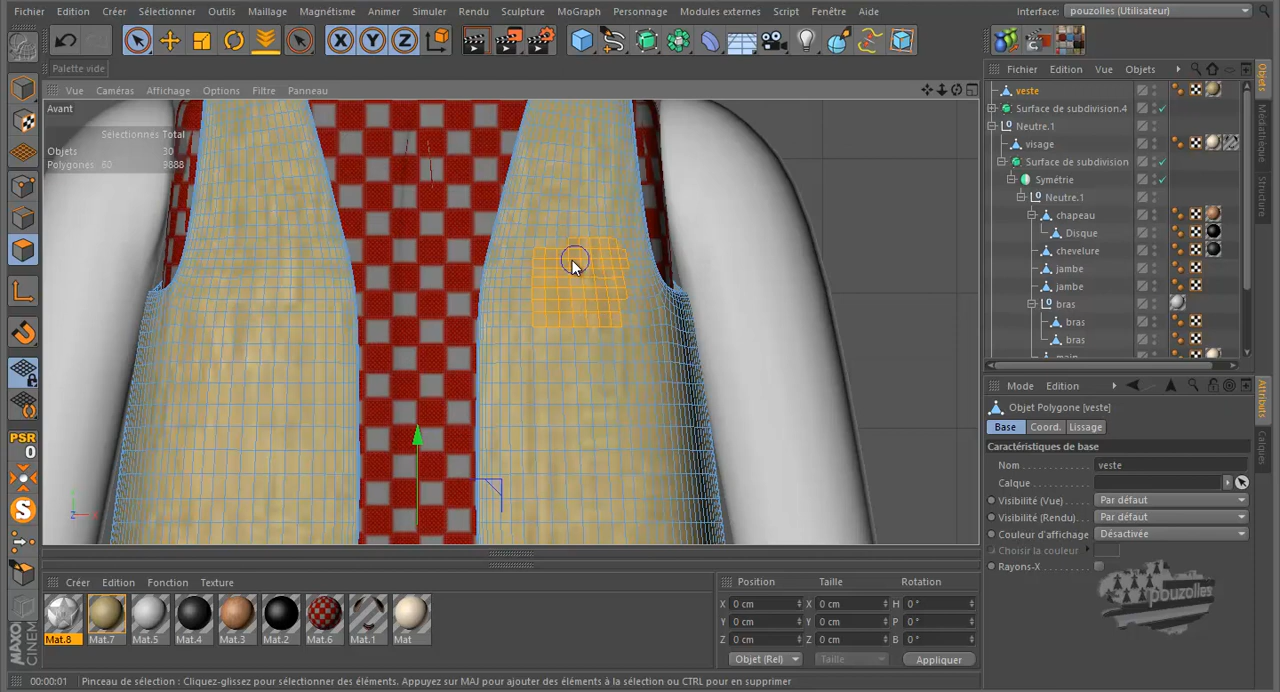 Fichier Edition Créer Sélectionner Outils Maillage Magnétisme Animer Simuler Rendu Sculpture MoGraph Personnage Modules externes Script Fenêtre Aide Interface: pouzolles (Utilisateur)
X Y Z
Palette vide
Vue Caméras Affichage Options Filtre Panneau
Fichier Edition Vue Objets
Avant
Sélectionnés Total
Objets 30
Polygones 60 9888
veste
Surface de subdivision.4
Neutre.1
visage
Surface de subdivision
Symétrie
Neutre.1
chapeau
Disque
chevelure
jambe
jambe
bras
bras
bras
main
Objets
Médiathèque
Structure
Mode Edition
Objet Polygone [veste]
Base Coord. Lissage
Caractéristiques de base
Nom veste
Calque
Visibilité (Vue) Par défaut
Visibilité (Rendu) Par défaut
Couleur d'affichage Désactivée
Choisir la couleur
Rayons-X
Attributs
Calques
pouzolles
PSR
0
S
Y
Z X
Créer Edition Fonction Texture
Mat.8 Mat.7 Mat.5 Mat.4 Mat.3 Mat.2 Mat.6 Mat.1 Mat
Position Taille Rotation
X 0 cm X 0 cm H 0 °
Y 0 cm Y 0 cm P 0 °
Z 0 cm Z 0 cm B 0 °
Objet (Rel) Taille Appliquer
MAXO
CINEM
00:00:01 Pinceau de sélection : Cliquez-glissez pour sélectionner des éléments. Appuyez sur MAJ pour ajouter des éléments à la sélection ou CTRL pour en supprimer